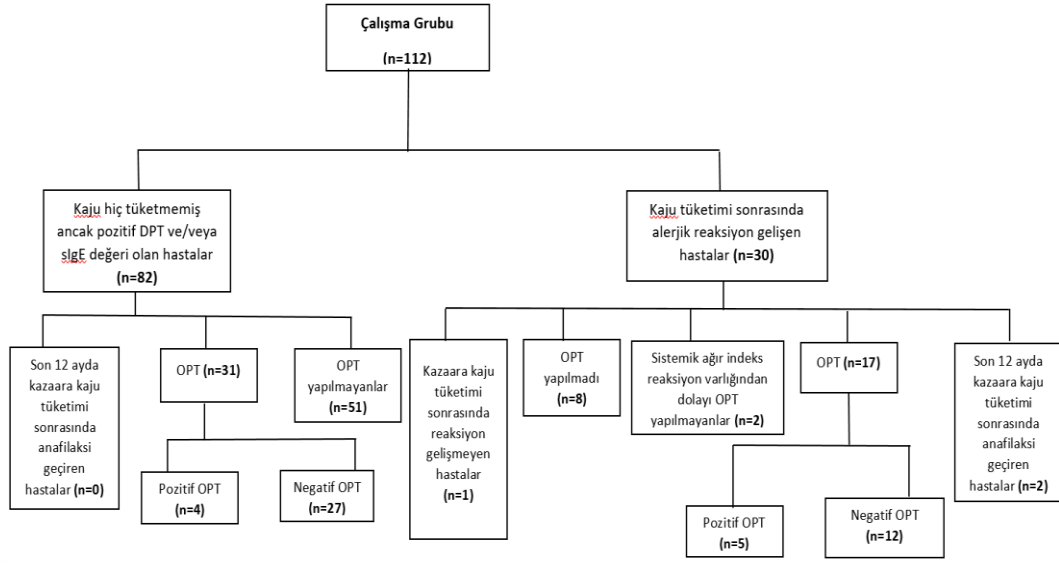 Çalışma Grubu
(n=112)
Kaju hiç tüketmemiş
ancak pozitif DPT ve/veya
sIgE değeri olan hastalar
(n=82)
Kaju tüketimi sonrasında
alerjik reaksiyon gelişen
hastalar (n=30)
Son 12 ayda
kazaara kaju
tüketimi
sonrasında
anafilaksi
geçiren
hastalar (n=0)
OPT (n=31)
OPT
yapılmayanlar
(n=51)
Pozitif OPT
(n=4)
Negatif OPT
(n=27)
Kazaara kaju
tüketimi
sonrasında
reaksiyon
gelişmeyen
hastalar
(n=1)
OPT
yapılmadı
(n=8)
Sistemik ağır indeks
reaksiyon varlığından
dolayı OPT
yapılmayanlar (n=2)
OPT (n=17)
Son 12 ayda
kazaara kaju
tüketimi
sonrasında
anafilaksi
geçiren
hastalar (n=2)
Pozitif OPT
(n=5)
Negatif OPT
(n=12)